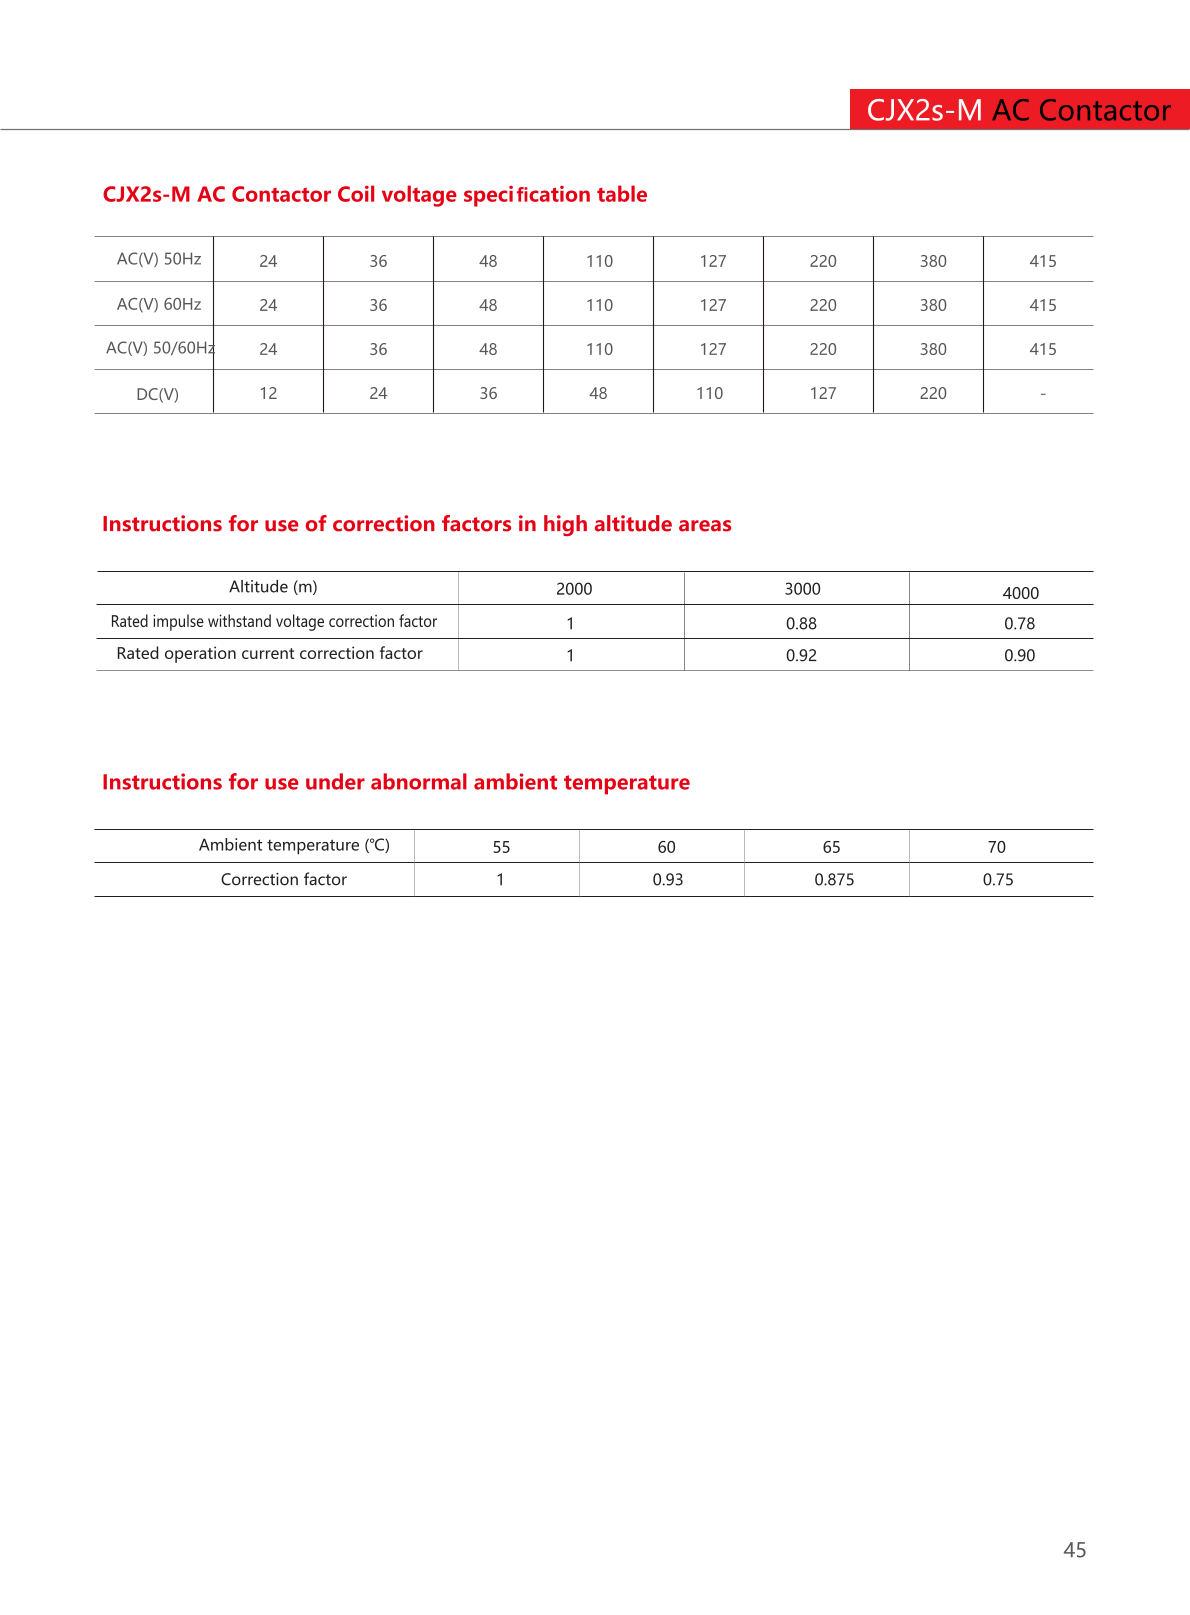 CJX2s-M AC Contactor
CJX2s-M AC Contactor Coil voltage specification table
AC(V) 50Hz 24 36 48 110 127 220 380 415
AC(V) 60Hz 24 36 48 110 127 220 380 415
AC(V) 50/60Hz 24 36 48 110 127 220 380 415
DC(V) 12 24 36 48 110 127 220 -
Instructions for use of correction factors in high altitude areas
Altitude (m) 2000 3000 4000
Rated impulse withstand voltage correction factor 1 0.88 0.78
Rated operation current correction factor 1 0.92 0.90
Instructions for use under abnormal ambient temperature
Ambient temperature (℃) 55 60 65 70
Correction factor 1 0.93 0.875 0.75
45